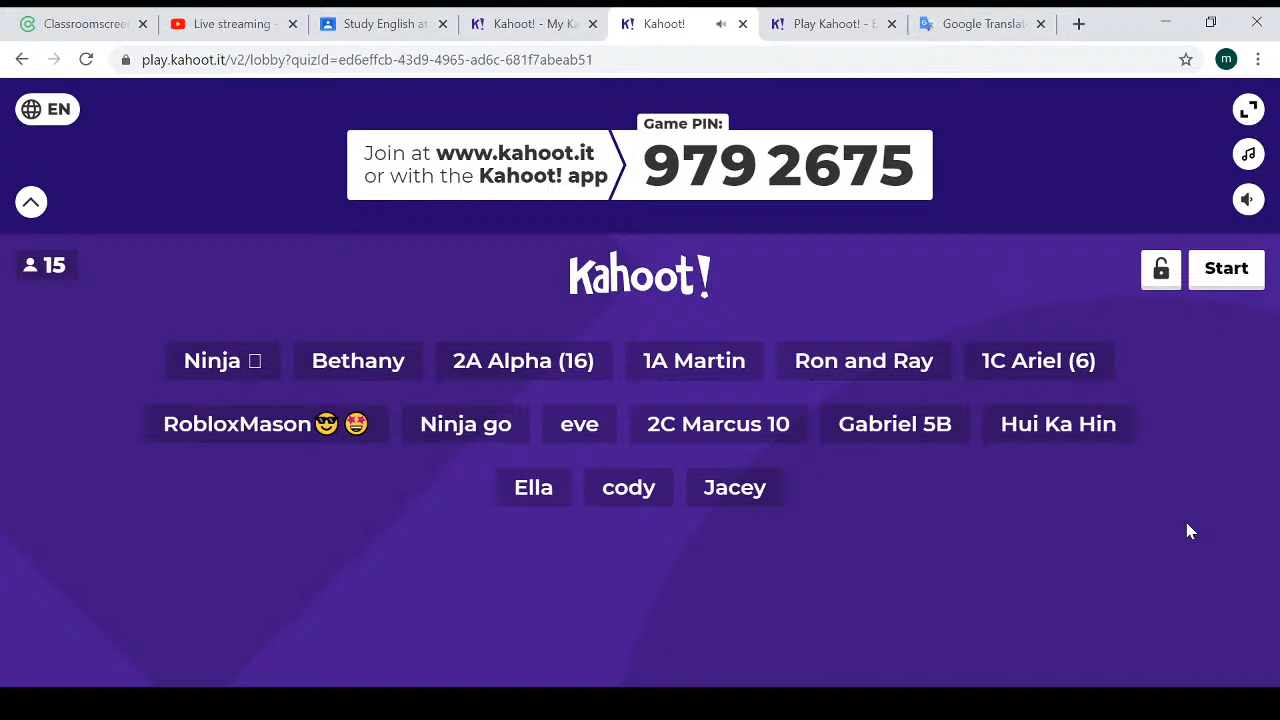 Classroomscree
Live streaming -
Study English at
Kahoot! - My Ka
Kahoot!
Play Kahoot! - E
Google Translat
play.kahoot.it/v2/lobby?quizId=ed6effcb-43d9-4965-ad6c-681f7abeab51
m
EN
Game PIN:
Join at www.kahoot.it
or with the Kahoot! app
979 2675
15
Kahoot!
Start
Ninja □ Bethany 2A Alpha (16) 1A Martin Ron and Ray 1C Ariel (6)
RobloxMason😎🤩 Ninja go eve 2C Marcus 10 Gabriel 5B Hui Ka Hin
Ella cody Jacey